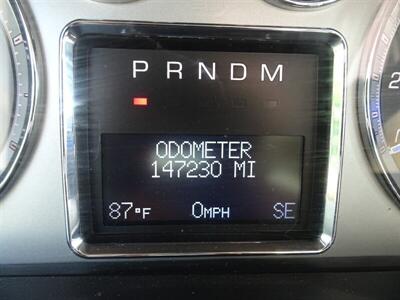 P R N D M
ODOMETER
147230 MI
87°F 0MPH SE